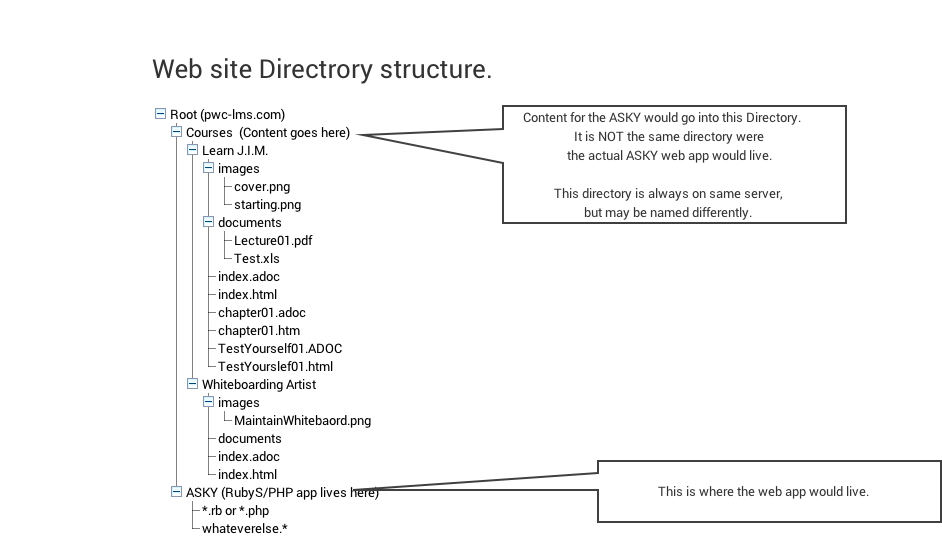 Web site Directrory structure.
Root (pwc-lms.com)
Courses (Content goes here)
Learn J.I.M.
images
cover.png
starting.png
documents
Lecture01.pdf
Test.xls
index.adoc
index.html
chapter01.adoc
chapter01.htm
TestYourself01.ADOC
TestYourslef01.html
Whiteboarding Artist
images
MaintainWhitebaord.png
documents
index.adoc
index.html
ASKY (RubyS/PHP app lives here)
*.rb or *.php
whateverelse.*
Content for the ASKY would go into this Directory.
It is NOT the same directory were
the actual ASKY web app would live.
This directory is always on same server,
but may be named differently.
This is where the web app would live.